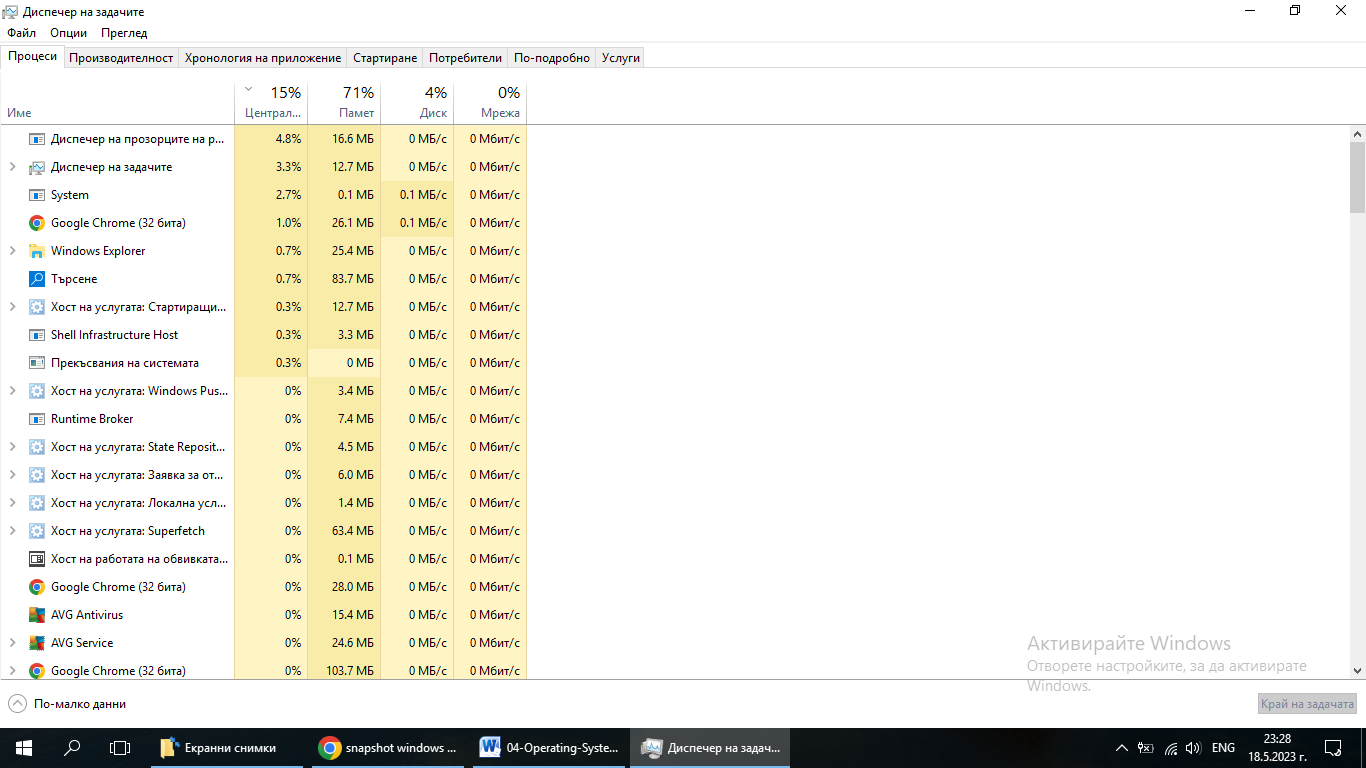 Диспечер на задачите
Файл Опции Преглед
Процеси Производителност Хронология на приложение Стартиране Потребители По-подробно Услуги
15% 71% 4% 0%
Име Централ... Памет Диск Мрежа
Диспечер на прозорците на р... 4.8% 16.6 МБ 0 МБ/с 0 Мбит/с
Диспечер на задачите 3.3% 12.7 МБ 0 МБ/с 0 Мбит/с
System 2.7% 0.1 МБ 0.1 МБ/с 0 Мбит/с
Google Chrome (32 бита) 1.0% 26.1 МБ 0.1 МБ/с 0 Мбит/с
Windows Explorer 0.7% 25.4 МБ 0 МБ/с 0 Мбит/с
Търсене 0.7% 83.7 МБ 0 МБ/с 0 Мбит/с
Хост на услугата: Стартиращи... 0.3% 12.7 МБ 0 МБ/с 0 Мбит/с
Shell Infrastructure Host 0.3% 3.3 МБ 0 МБ/с 0 Мбит/с
Прекъсвания на системата 0.3% 0 МБ 0 МБ/с 0 Мбит/с
Хост на услугата: Windows Pus... 0% 3.4 МБ 0 МБ/с 0 Мбит/с
Runtime Broker 0% 7.4 МБ 0 МБ/с 0 Мбит/с
Хост на услугата: State Reposit... 0% 4.5 МБ 0 МБ/с 0 Мбит/с
Хост на услугата: Заявка за от... 0% 6.0 МБ 0 МБ/с 0 Мбит/с
Хост на услугата: Локална усл... 0% 1.4 МБ 0 МБ/с 0 Мбит/с
Хост на услугата: Superfetch 0% 63.4 МБ 0 МБ/с 0 Мбит/с
Хост на работата на обвивката... 0% 0.1 МБ 0 МБ/с 0 Мбит/с
Google Chrome (32 бита) 0% 28.0 МБ 0 МБ/с 0 Мбит/с
AVG Antivirus 0% 15.4 МБ 0 МБ/с 0 Мбит/с
AVG Service 0% 24.6 МБ 0 МБ/с 0 Мбит/с
Google Chrome (32 бита) 0% 103.7 МБ 0 МБ/с 0 Мбит/с
Активирайте Windows
Отворете настройките, за да активирате
Windows.
По-малко данни Край на задачата
Екранни снимки snapshot windows ... 04-Operating-Syste... Диспечер на задач... ENG 23:28
18.5.2023 г.